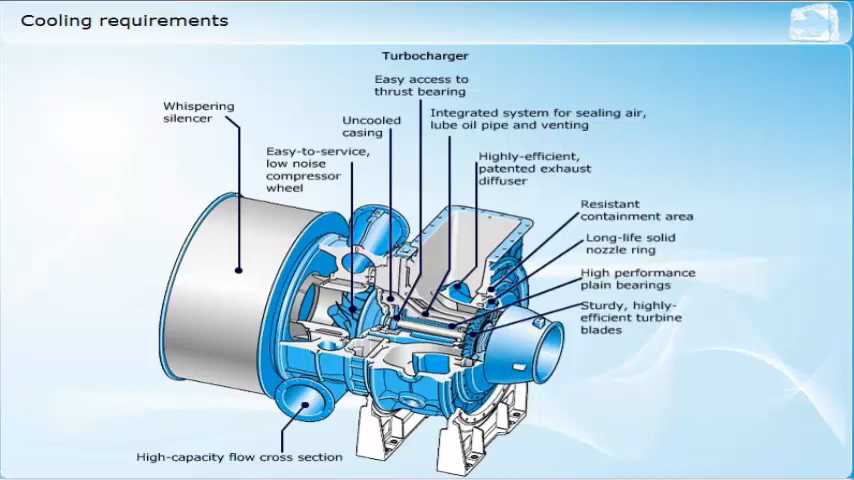 Cooling requirements
Turbocharger
Easy access to
thrust bearing
Whispering
silencer
Uncooled
casing
Integrated system for sealing air,
lube oil pipe and venting
Easy-to-service,
low noise
compressor
wheel
Highly-efficient,
patented exhaust
diffuser
Resistant
containment area
Long-life solid
nozzle ring
High performance
plain bearings
Sturdy, highly-
efficient turbine
blades
High-capacity flow cross section